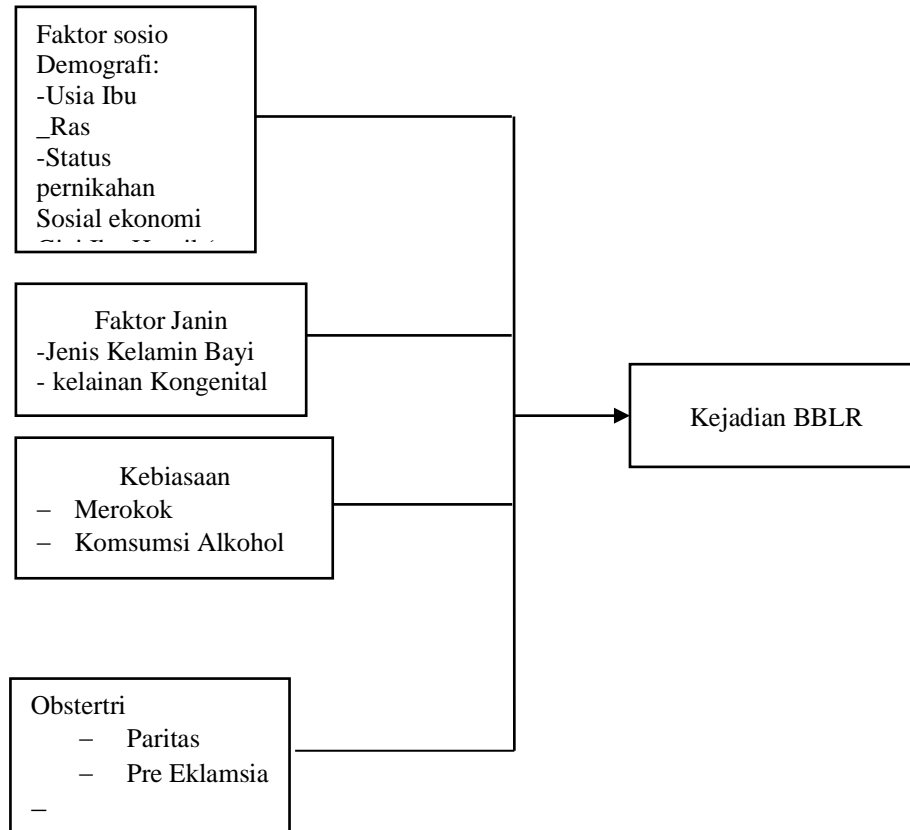 Faktor sosio
Demografi:
-Usia Ibu
_Ras
-Status
pernikahan
Sosial ekonomi
Faktor Janin
-Jenis Kelamin Bayi
- kelainan Kongenital
Kebiasaan
– Merokok
– Komsumsi Alkohol
Obstertri
– Paritas
– Pre Eklamsia
–
Kejadian BBLR